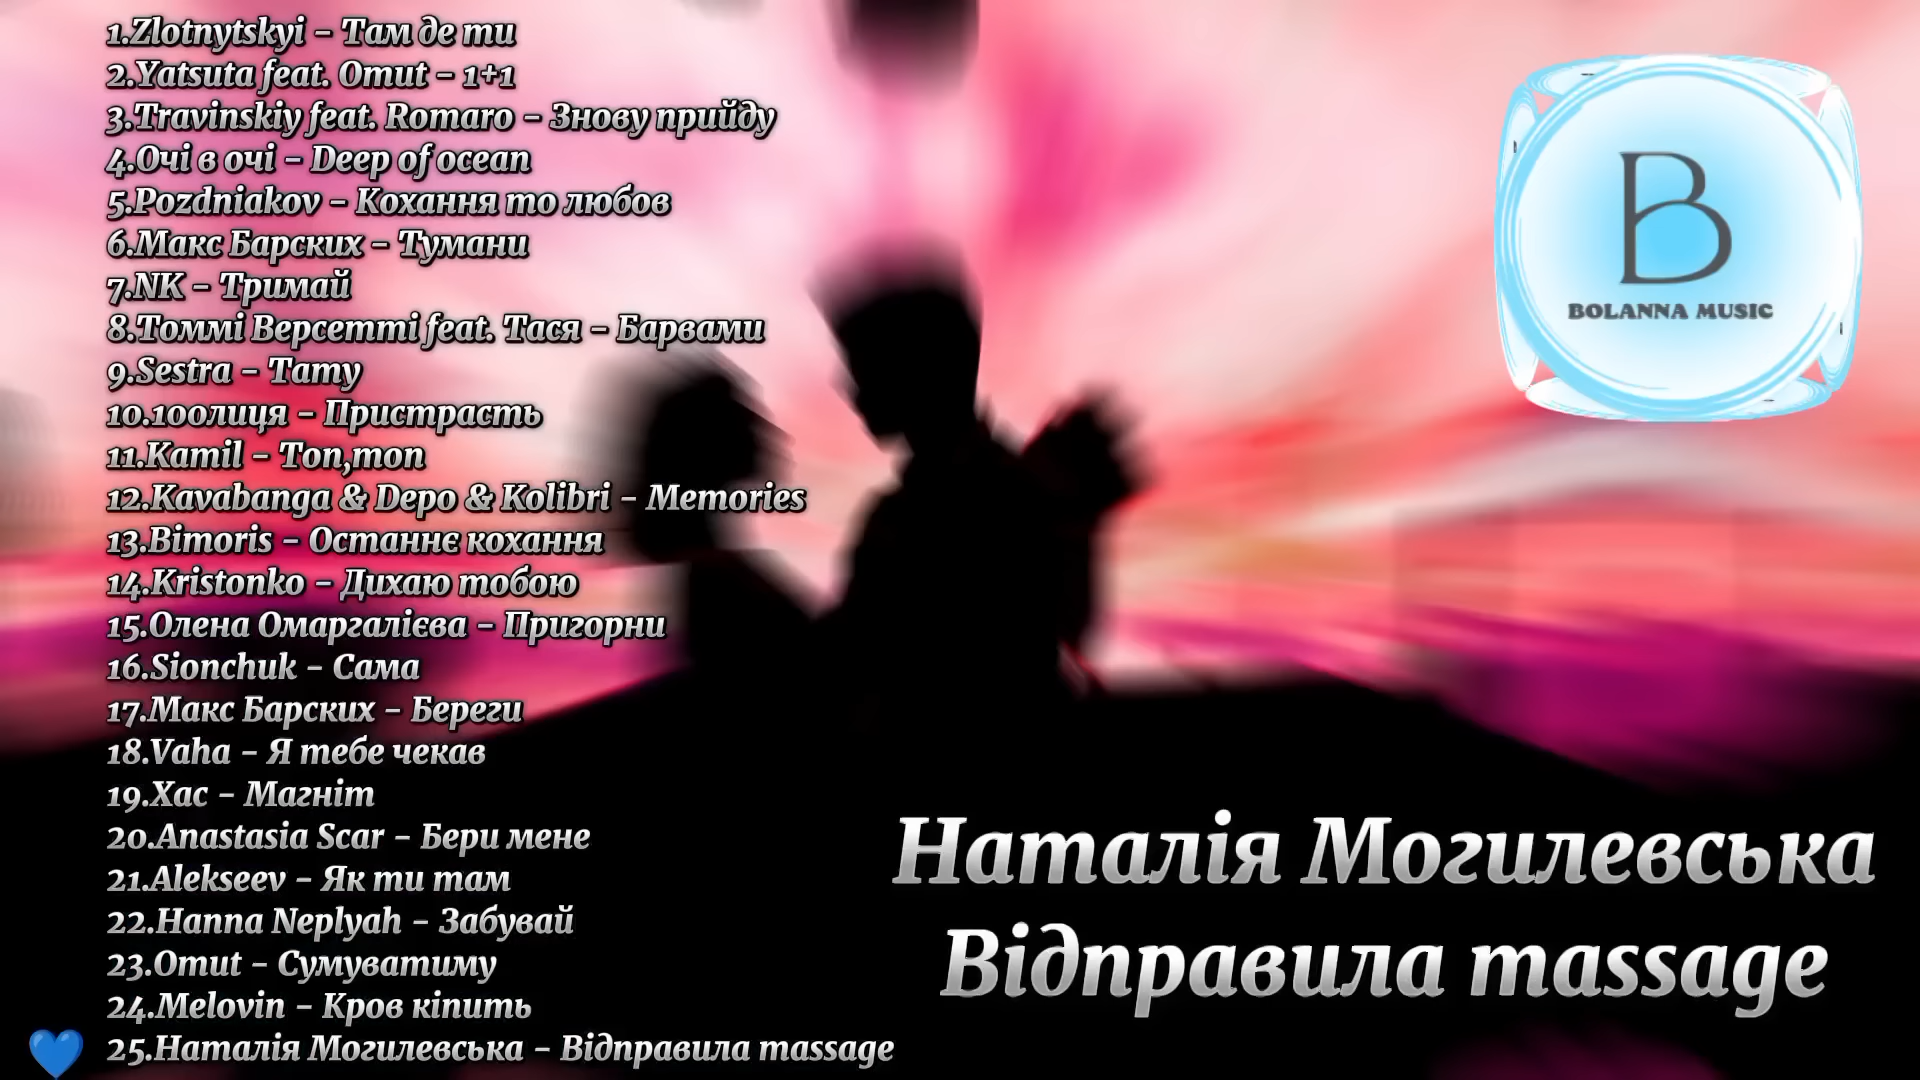 1.Zlotnytskyi – Там де ти
2.Yatsuta feat. Omut – 1+1
3.Travinskiy feat. Romaro – Знову прийду
4.Очі в очі – Deep of ocean
5.Pozdniakov – Кохання то любов
6.Макс Барских – Тумани
7.NK – Тримай
8.Томмі Версетті feat. Тася – Барвами
9.Sestra – Тату
10.100лиця – Пристрасть
11.Kamil – Топ,топ
12.Kavabanga & Depo & Kolibri – Memories
13.Bimoris – Останнє кохання
14.Kristonko – Дихаю тобою
15.Олена Омаргалієва – Пригорни
16.Sionchuk – Сама
17.Макс Барских – Береги
18.Vaha – Я тебе чекав
19.Хас – Магніт
20.Anastasia Scar – Бери мене
21.Alekseev – Як ти там
22.Hanna Neplyah – Забувай
23.Omut – Сумуватиму
24.Melovin – Кров кіпить
25.Наталія Могилевська – Відправила massage
B
BOLANNA MUSIC
Наталія Могилевська
Відправила massage